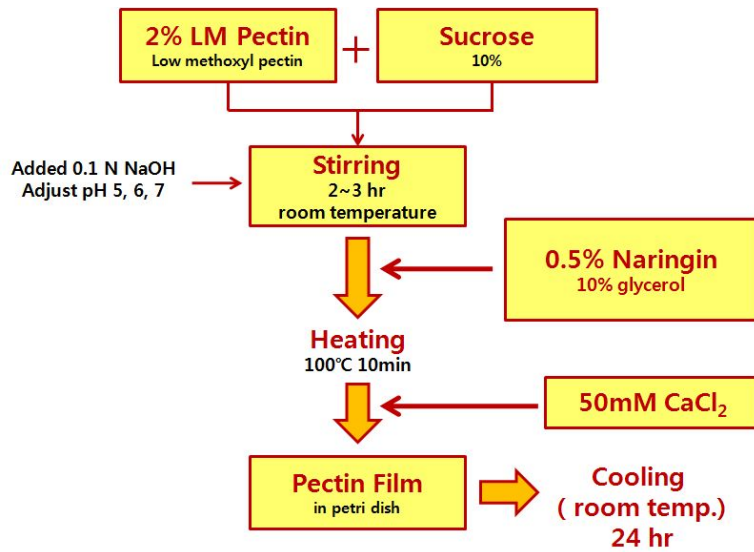 2% LM Pectin
Low methoxyl pectin
+
Sucrose
10%
Added 0.1 N NaOH
Adjust pH 5, 6, 7
Stirring
2~3 hr
room temperature
0.5% Naringin
10% glycerol
Heating
100℃ 10min
50mM CaCl₂
Pectin Film
in petri dish
Cooling
( room temp.)
24 hr